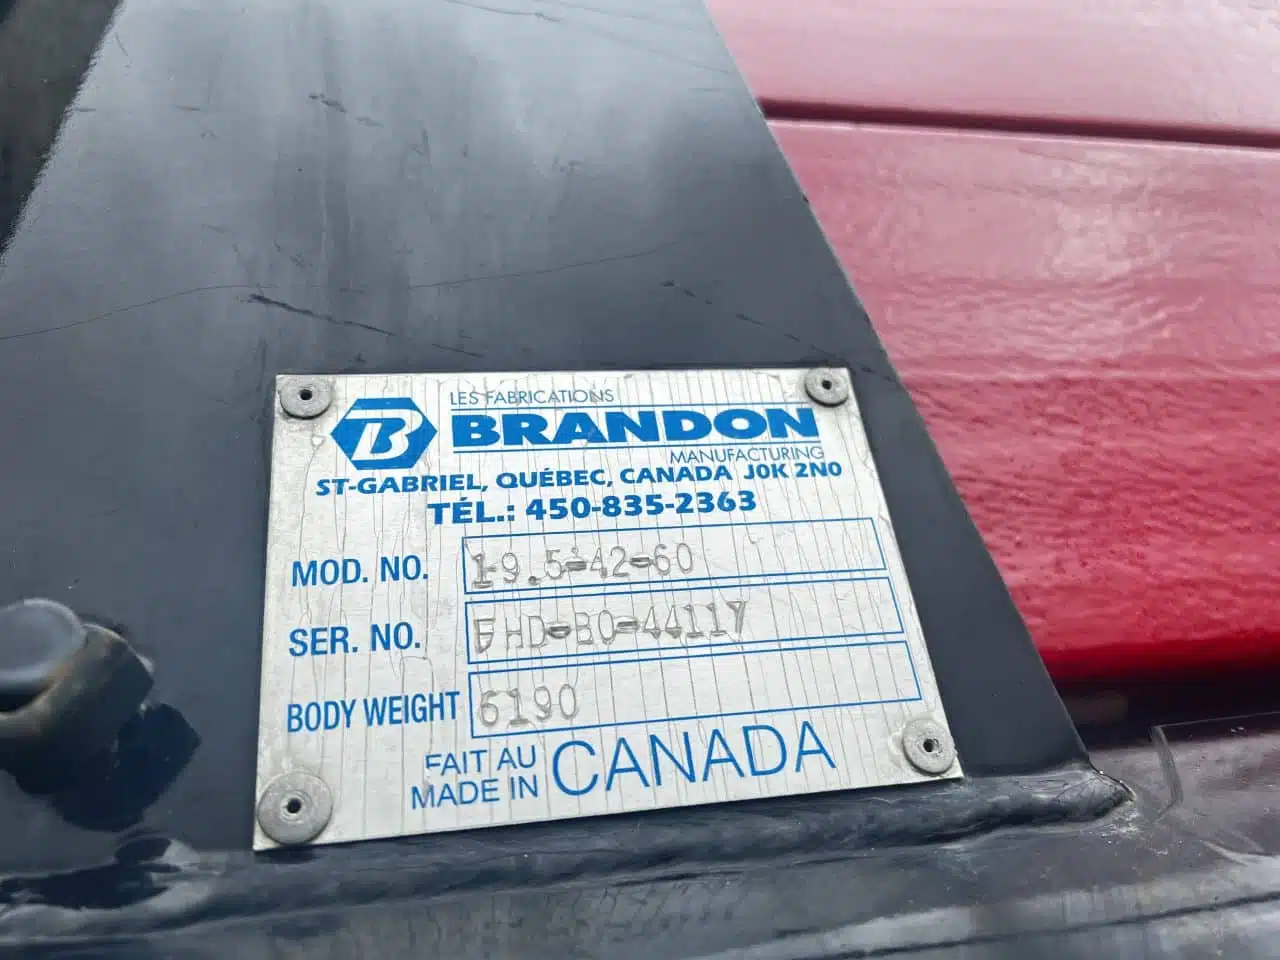 LES FABRICATIONS
B BRANDON
MANUFACTURING
ST-GABRIEL, QUÉBEC, CANADA J0K 2N0
TÉL.: 450-835-2363
MOD. NO. 19.5-42-60
SER. NO. FHD-BO-44117
BODY WEIGHT 6190
FAIT AU
MADE IN CANADA